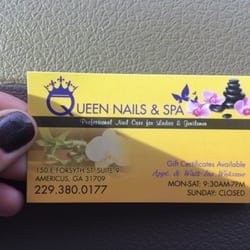 QUEEN NAILS & SPA
Professional Nail Care for Ladies & Gentlemen
Gift Certificates Available
Appt. & Walk-Ins Welcome
150 E FORSYTH ST SUITE 9
AMERICUS, GA 31709
229.380.0177
MON-SAT: 9:30AM-7PM
SUNDAY: CLOSED